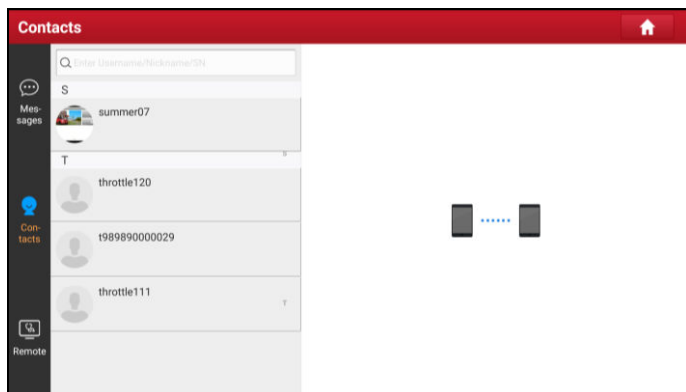 Contacts
Enter Username/Nickname/SN
S
Mes-
sages
summer07
T
S
throttle120
Con-
tacts
t989890000029
throttle111
T
Remote